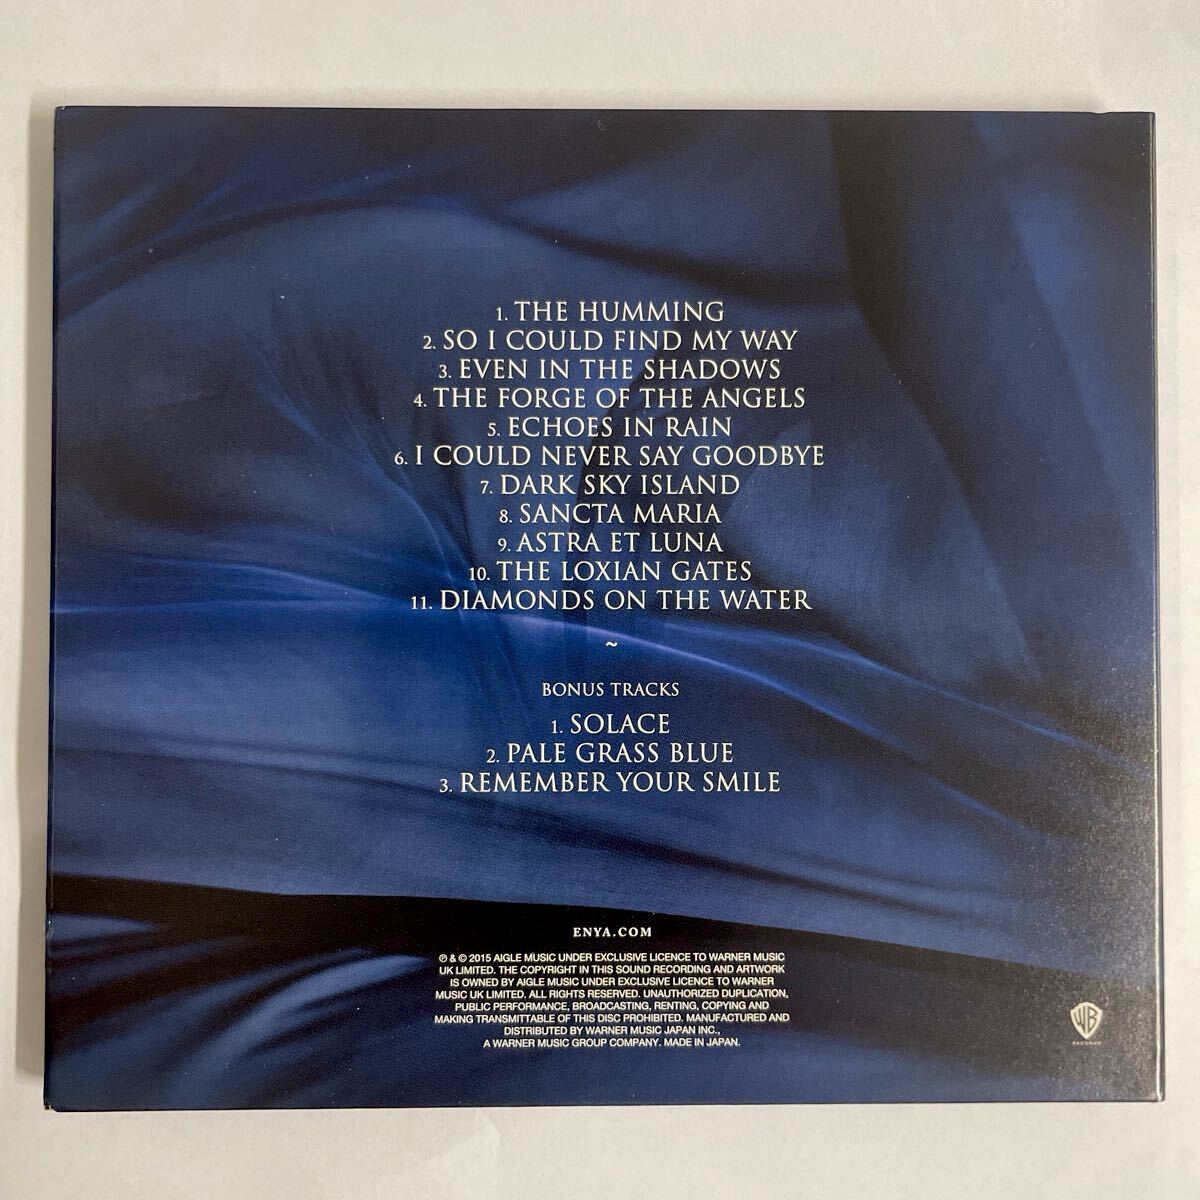 1. THE HUMMING
2. SO I COULD FIND MY WAY
3. EVEN IN THE SHADOWS
4. THE FORGE OF THE ANGELS
5. ECHOES IN RAIN
6. I COULD NEVER SAY GOODBYE
7. DARK SKY ISLAND
8. SANCTA MARIA
9. ASTRA ET LUNA
10. THE LOXIAN GATES
11. DIAMONDS ON THE WATER
~
BONUS TRACKS
1. SOLACE
2. PALE GRASS BLUE
3. REMEMBER YOUR SMILE
ENYA.COM
℗ & © 2015 AIGLE MUSIC UNDER EXCLUSIVE LICENCE TO WARNER MUSIC
UK LIMITED. THE COPYRIGHT IN THIS SOUND RECORDING AND ARTWORK
IS OWNED BY AIGLE MUSIC UNDER EXCLUSIVE LICENCE TO WARNER
MUSIC UK LIMITED. ALL RIGHTS RESERVED. UNAUTHORIZED DUPLICATION,
PUBLIC PERFORMANCE, BROADCASTING, RENTING, COPYING AND
MAKING TRANSMITTABLE OF THIS DISC PROHIBITED. MANUFACTURED AND
DISTRIBUTED BY WARNER MUSIC JAPAN INC.,
A WARNER MUSIC GROUP COMPANY. MADE IN JAPAN.
WB
RECORDS